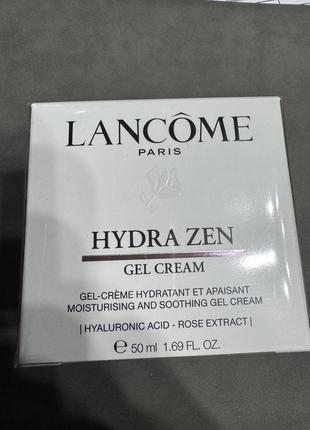 LANCÔME
PARIS
HYDRA ZEN
GEL CREAM
GEL-CRÈME HYDRATANT ET APAISANT
MOISTURISING AND SOOTHING GEL CREAM
| HYALURONIC ACID - ROSE EXTRACT |
℮ 50 ml 1.69 FL. OZ.